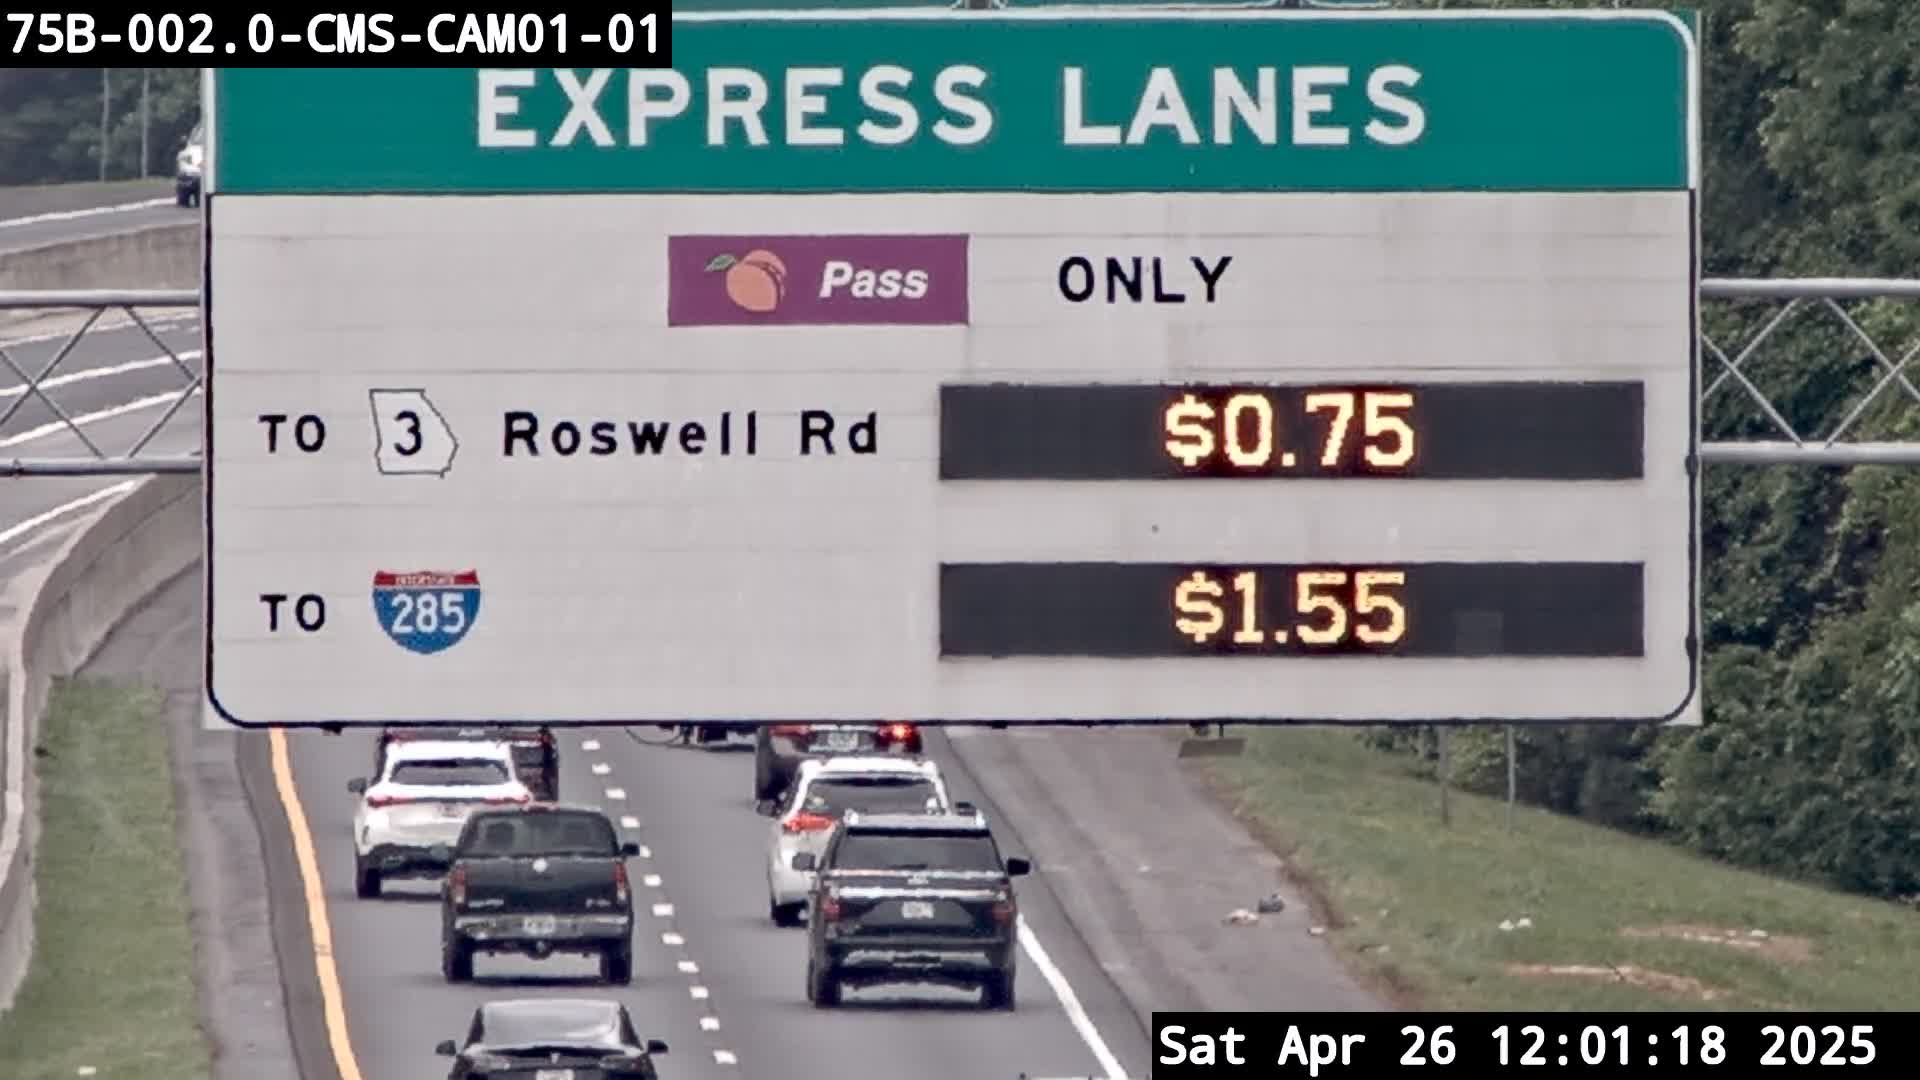 75B-002.0-CMS-CAM01-01
EXPRESS LANES
Pass ONLY
TO 3 Roswell Rd $0.75
TO INTERSTATE 285 $1.55
Sat Apr 26 12:01:18 2025